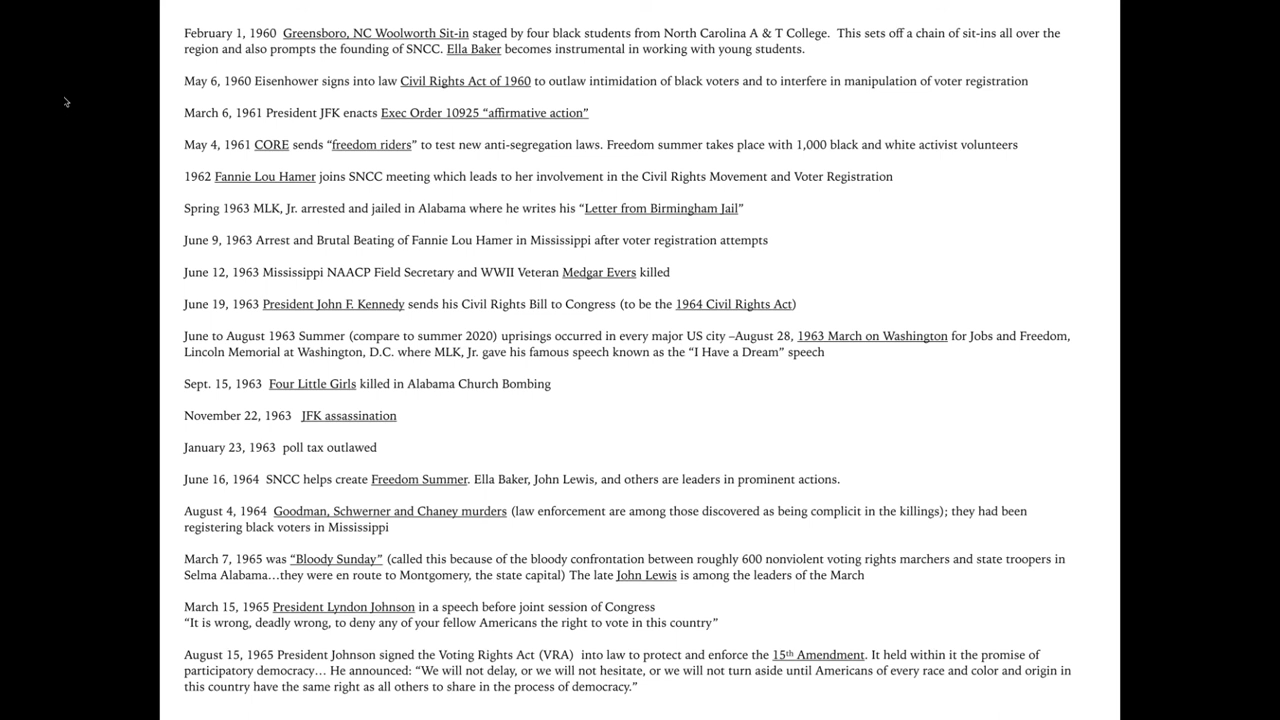 February 1, 1960  Greensboro, NC Woolworth Sit-in staged by four black students from North Carolina A & T College.  This sets off a chain of sit-ins all over the
region and also prompts the founding of SNCC. Ella Baker becomes instrumental in working with young students.
May 6, 1960 Eisenhower signs into law Civil Rights Act of 1960 to outlaw intimidation of black voters and to interfere in manipulation of voter registration
March 6, 1961 President JFK enacts Exec Order 10925 “affirmative action”
May 4, 1961 CORE sends “freedom riders” to test new anti-segregation laws. Freedom summer takes place with 1,000 black and white activist volunteers
1962 Fannie Lou Hamer joins SNCC meeting which leads to her involvement in the Civil Rights Movement and Voter Registration
Spring 1963 MLK, Jr. arrested and jailed in Alabama where he writes his “Letter from Birmingham Jail”
June 9, 1963 Arrest and Brutal Beating of Fannie Lou Hamer in Mississippi after voter registration attempts
June 12, 1963 Mississippi NAACP Field Secretary and WWII Veteran Medgar Evers killed
June 19, 1963 President John F. Kennedy sends his Civil Rights Bill to Congress (to be the 1964 Civil Rights Act)
June to August 1963 Summer (compare to summer 2020) uprisings occurred in every major US city –August 28, 1963 March on Washington for Jobs and Freedom,
Lincoln Memorial at Washington, D.C. where MLK, Jr. gave his famous speech known as the “I Have a Dream” speech
Sept. 15, 1963  Four Little Girls killed in Alabama Church Bombing
November 22, 1963   JFK assassination
January 23, 1963  poll tax outlawed
June 16, 1964  SNCC helps create Freedom Summer. Ella Baker, John Lewis, and others are leaders in prominent actions.
August 4, 1964  Goodman, Schwerner and Chaney murders (law enforcement are among those discovered as being complicit in the killings); they had been
registering black voters in Mississippi
March 7, 1965 was “Bloody Sunday” (called this because of the bloody confrontation between roughly 600 nonviolent voting rights marchers and state troopers in
Selma Alabama…they were en route to Montgomery, the state capital) The late John Lewis is among the leaders of the March
March 15, 1965 President Lyndon Johnson in a speech before joint session of Congress
“It is wrong, deadly wrong, to deny any of your fellow Americans the right to vote in this country”
August 15, 1965 President Johnson signed the Voting Rights Act (VRA)  into law to protect and enforce the 15th Amendment. It held within it the promise of
participatory democracy… He announced: “We will not delay, or we will not hesitate, or we will not turn aside until Americans of every race and color and origin in
this country have the same right as all others to share in the process of democracy.”